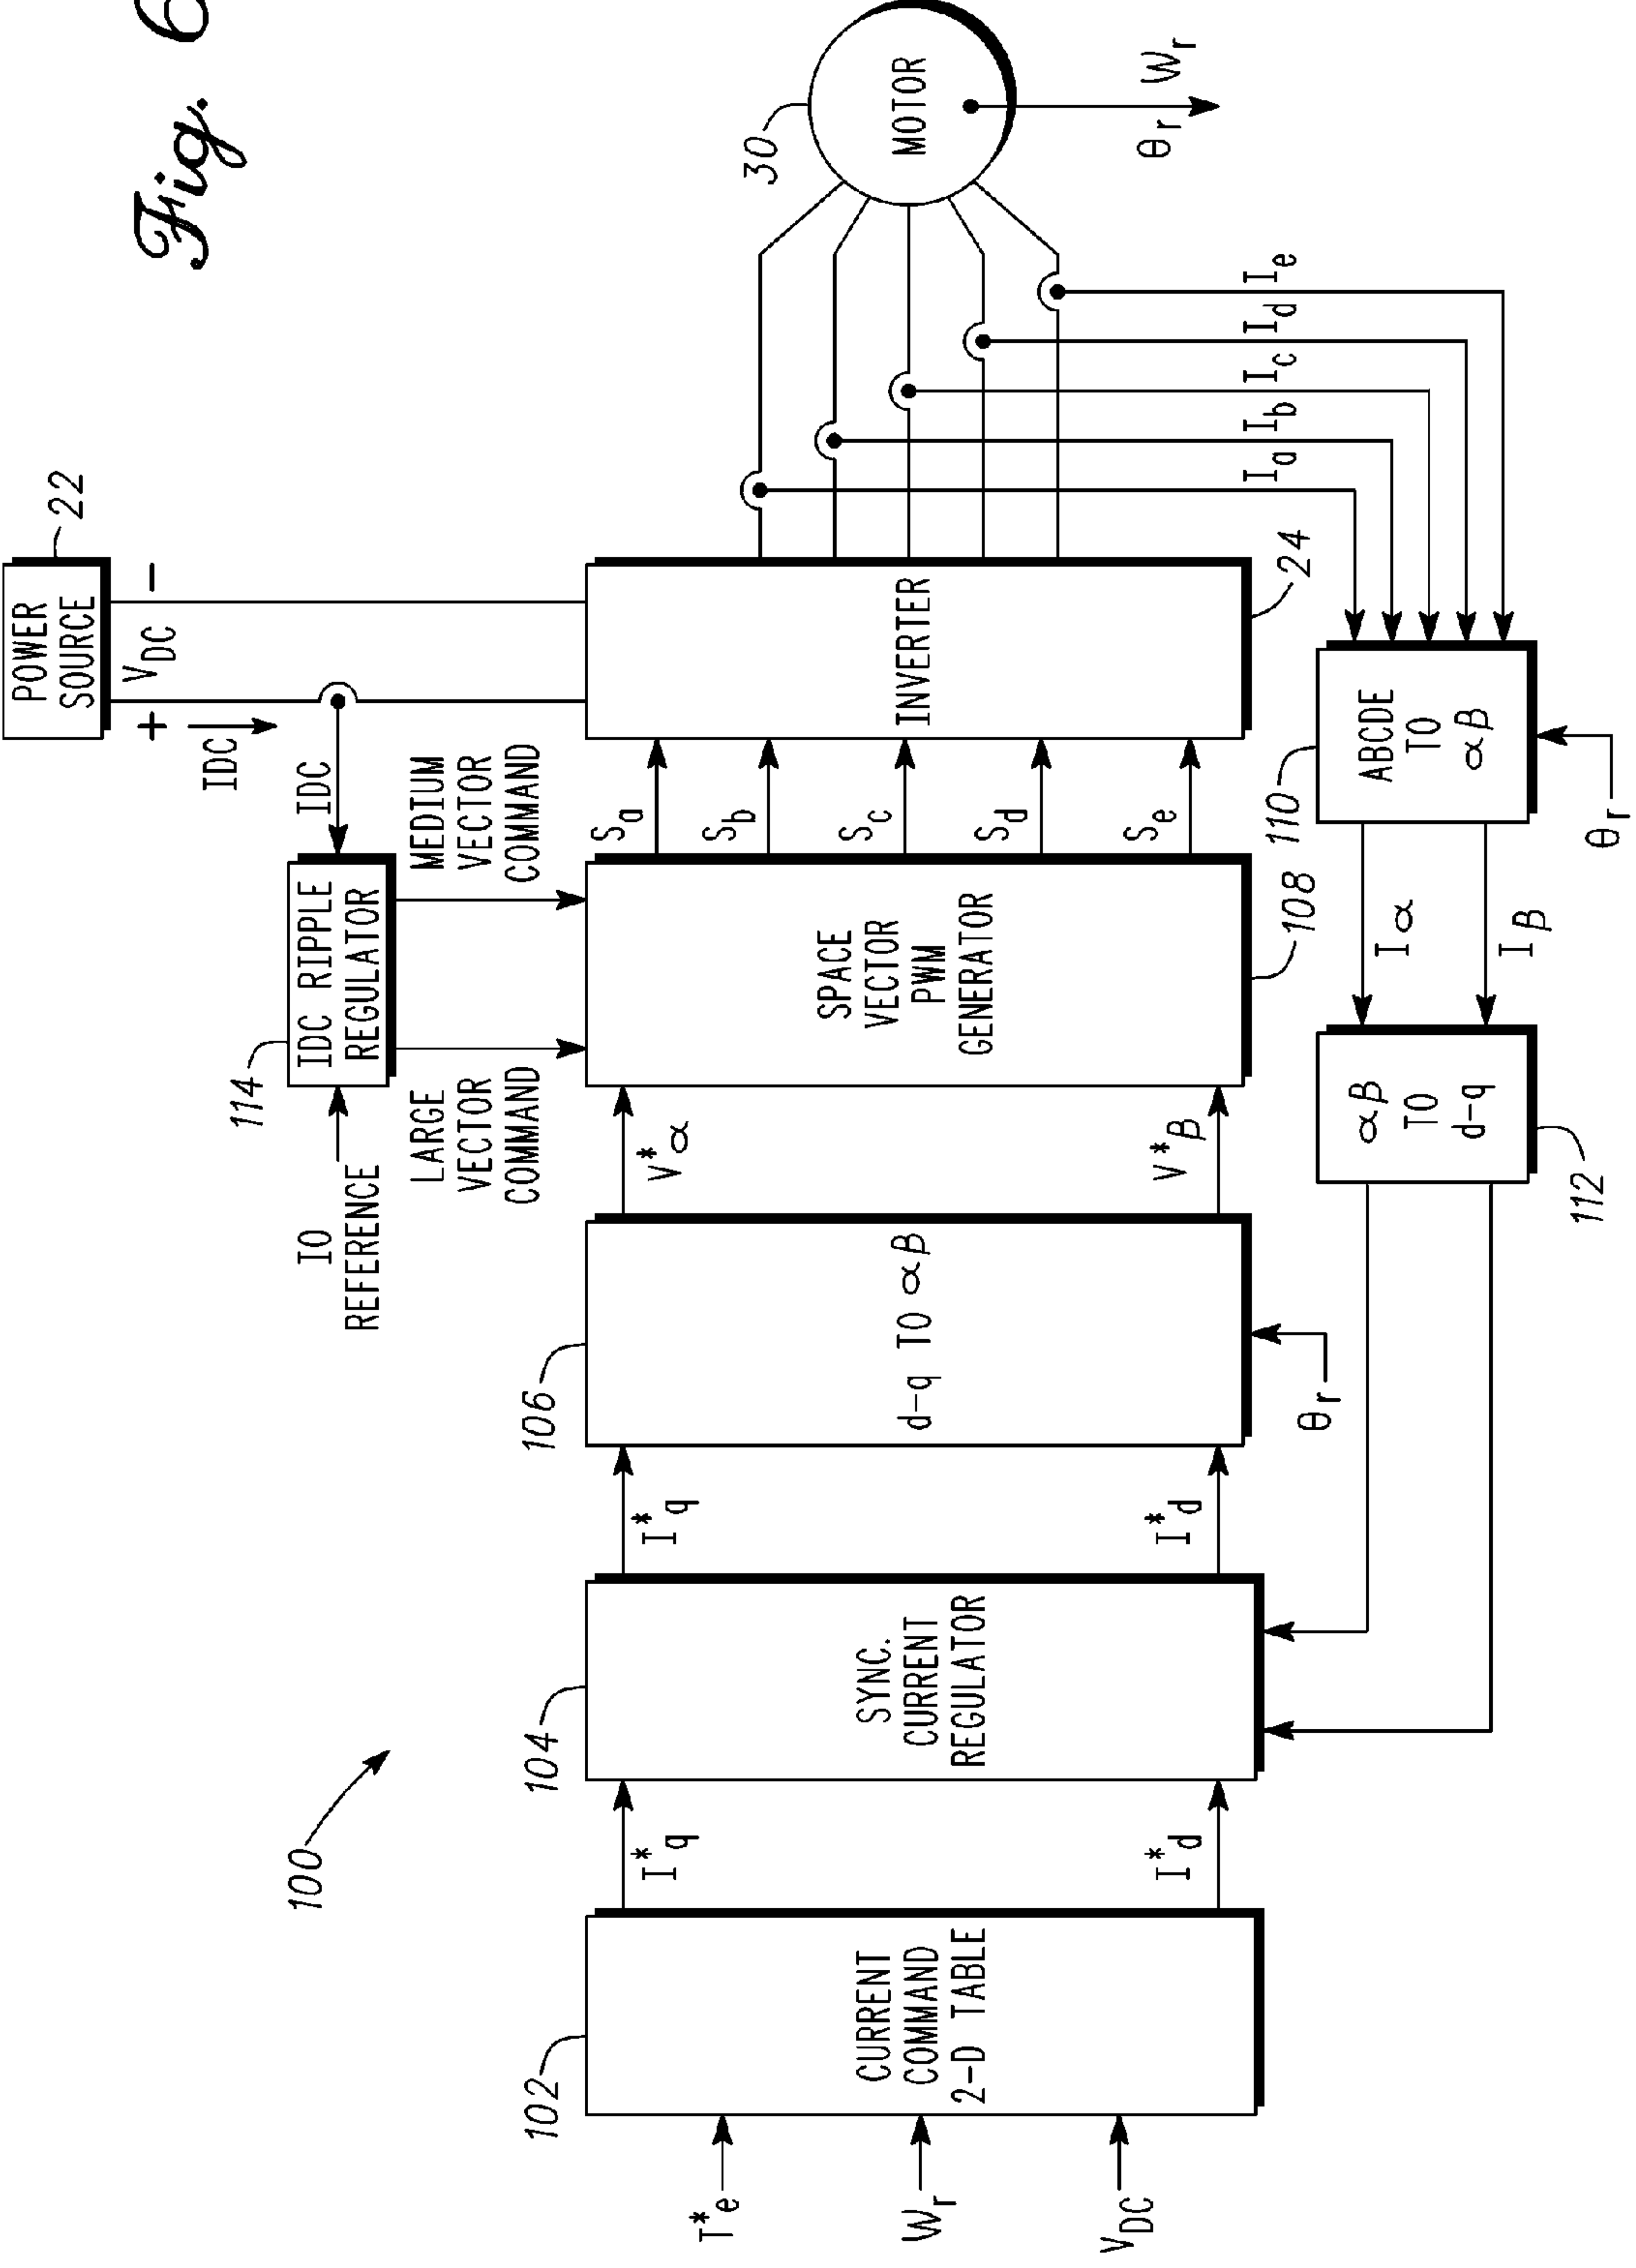 Fig. 6
100
POWER
SOURCE
22
+
V_DC
-
IDC
IDC
114
IDC RIPPLE
REGULATOR
IO
REFERENCE
LARGE
VECTOR
COMMAND
MEDIUM
VECTOR
COMMAND
T*e
Wr
V_DC
102
CURRENT
COMMAND
2-D TABLE
I*q
I*d
104
SYNC.
CURRENT
REGULATOR
I*q
I*d
106
d-q TO αβ
θr
V*α
V*β
SPACE
VECTOR
PWM
GENERATOR
108
Sa
Sb
Sc
Sd
Se
INVERTER
24
30
MOTOR
θr
Wr
Ia
Ib
Ic
Id
Ie
110
ABCDE
TO
αβ
θr
Iα
Iβ
αβ
TO
d-q
112